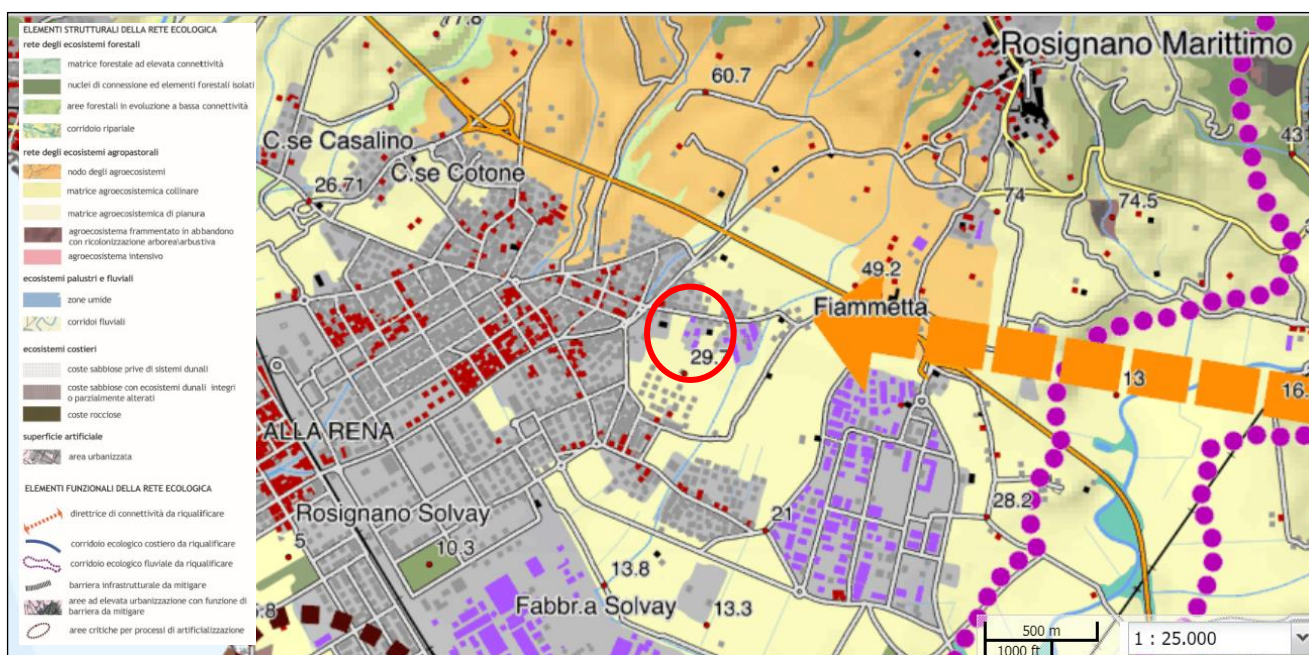 ELEMENTI STRUTTURALI DELLA RETE ECOLOGICA
rete degli ecosistemi forestali
matrice forestale ad elevata connettività
nuclei di connessione ed elementi forestali isolati
aree forestali in evoluzione a bassa connettività
corridoio ripariale
rete degli ecosistemi agropastorali
nodo degli agroecosistemi
matrice agroecosistemica collinare
matrice agroecosistemica di pianura
agroecosistema frammentato in abbandono
con ricolonizzazione arborea\arbustiva
agroecosistema intensivo
ecosistemi palustri e fluviali
zone umide
corridoi fluviali
ecosistemi costieri
coste sabbiose prive di sistemi dunali
coste sabbiose con ecosistemi dunali integri
o parzialmente alterati
coste rocciose
superficie artificiale
area urbanizzata
ELEMENTI FUNZIONALI DELLA RETE ECOLOGICA
direttrice di connettività da riqualificare
corridoio ecologico costiero da riqualificare
corridoio ecologico fluviale da riqualificare
barriera infrastrutturale da mitigare
aree ad elevata urbanizzazione con funzione di
barriera da mitigare
aree critiche per processi di artificializzazione
Rosignano Marittimo
60.7
43
C.se Casalino
C.se Cotone
26.71
74
74.5
49.2
Fiammetta
29.7
13
16.
ALLA RENA
Rosignano Solvay
28.2
21
5
10.3
13.8
Fabbr.a Solvay
13.3
500 m
1000 ft
1 : 25.000